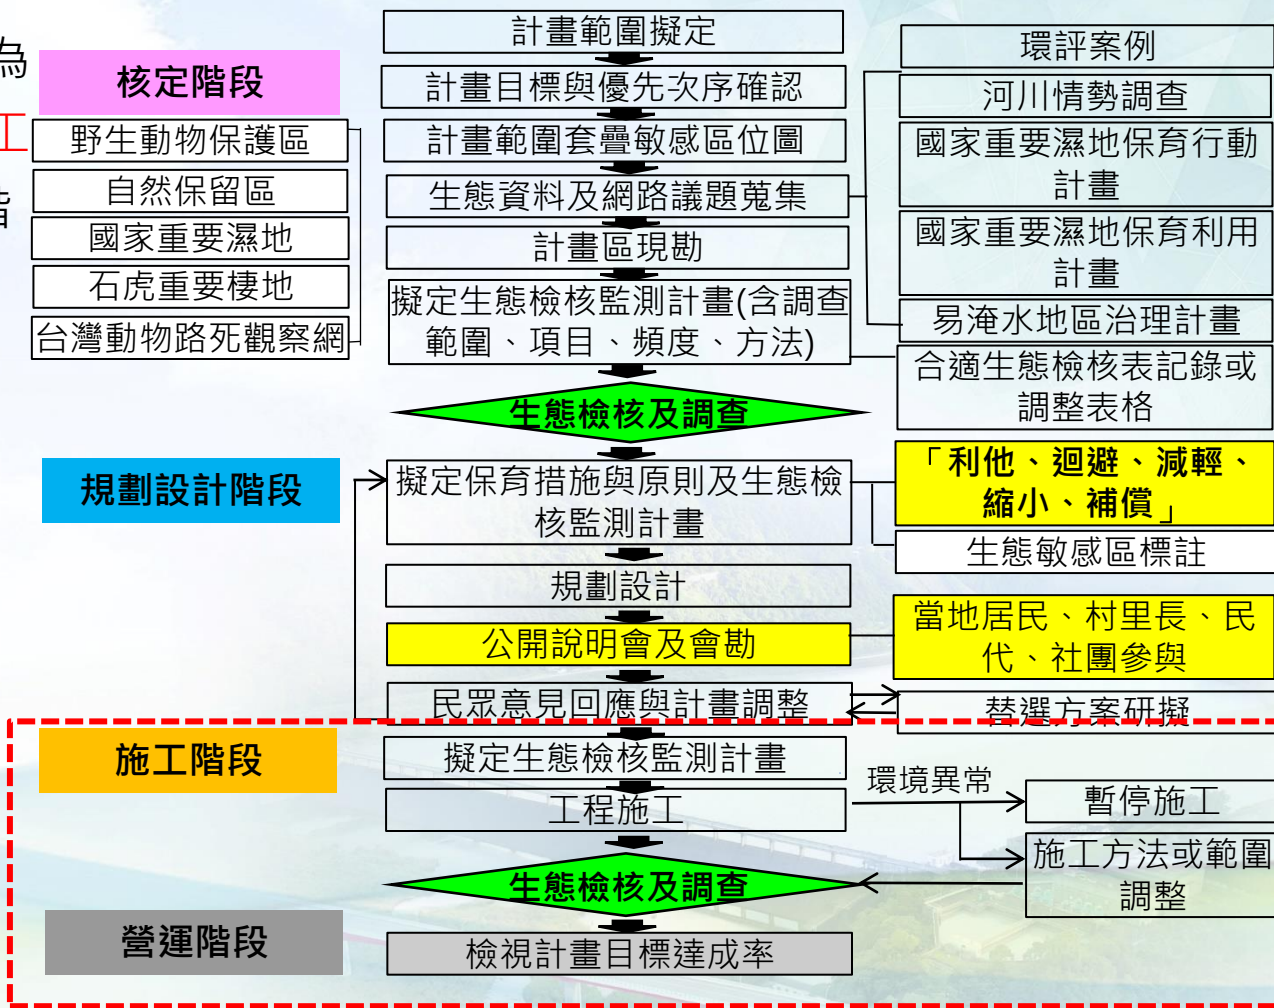 為
工
階
核定階段
野生動物保護區
自然保留區
國家重要濕地
石虎重要棲地
台灣動物路死觀察網
計畫範圍擬定
計畫目標與優先次序確認
計畫範圍套疊敏感區位圖
生態資料及網路議題蒐集
計畫區現勘
擬定生態檢核監測計畫(含調查
範圍、項目、頻度、方法)
生態檢核及調查
環評案例
河川情勢調查
國家重要濕地保育行動
計畫
國家重要濕地保育利用
計畫
易淹水地區治理計畫
合適生態檢核表記錄或
調整表格
規劃設計階段
擬定保育措施與原則及生態檢
核監測計畫
「利他、迴避、減輕、
縮小、補償」
生態敏感區標註
規劃設計
公開說明會及會勘
當地居民、村里長、民
代、社團參與
民眾意見回應與計畫調整
替選方案研擬
施工階段
擬定生態檢核監測計畫
工程施工
環境異常
暫停施工
施工方法或範圍
調整
生態檢核及調查
營運階段
檢視計畫目標達成率